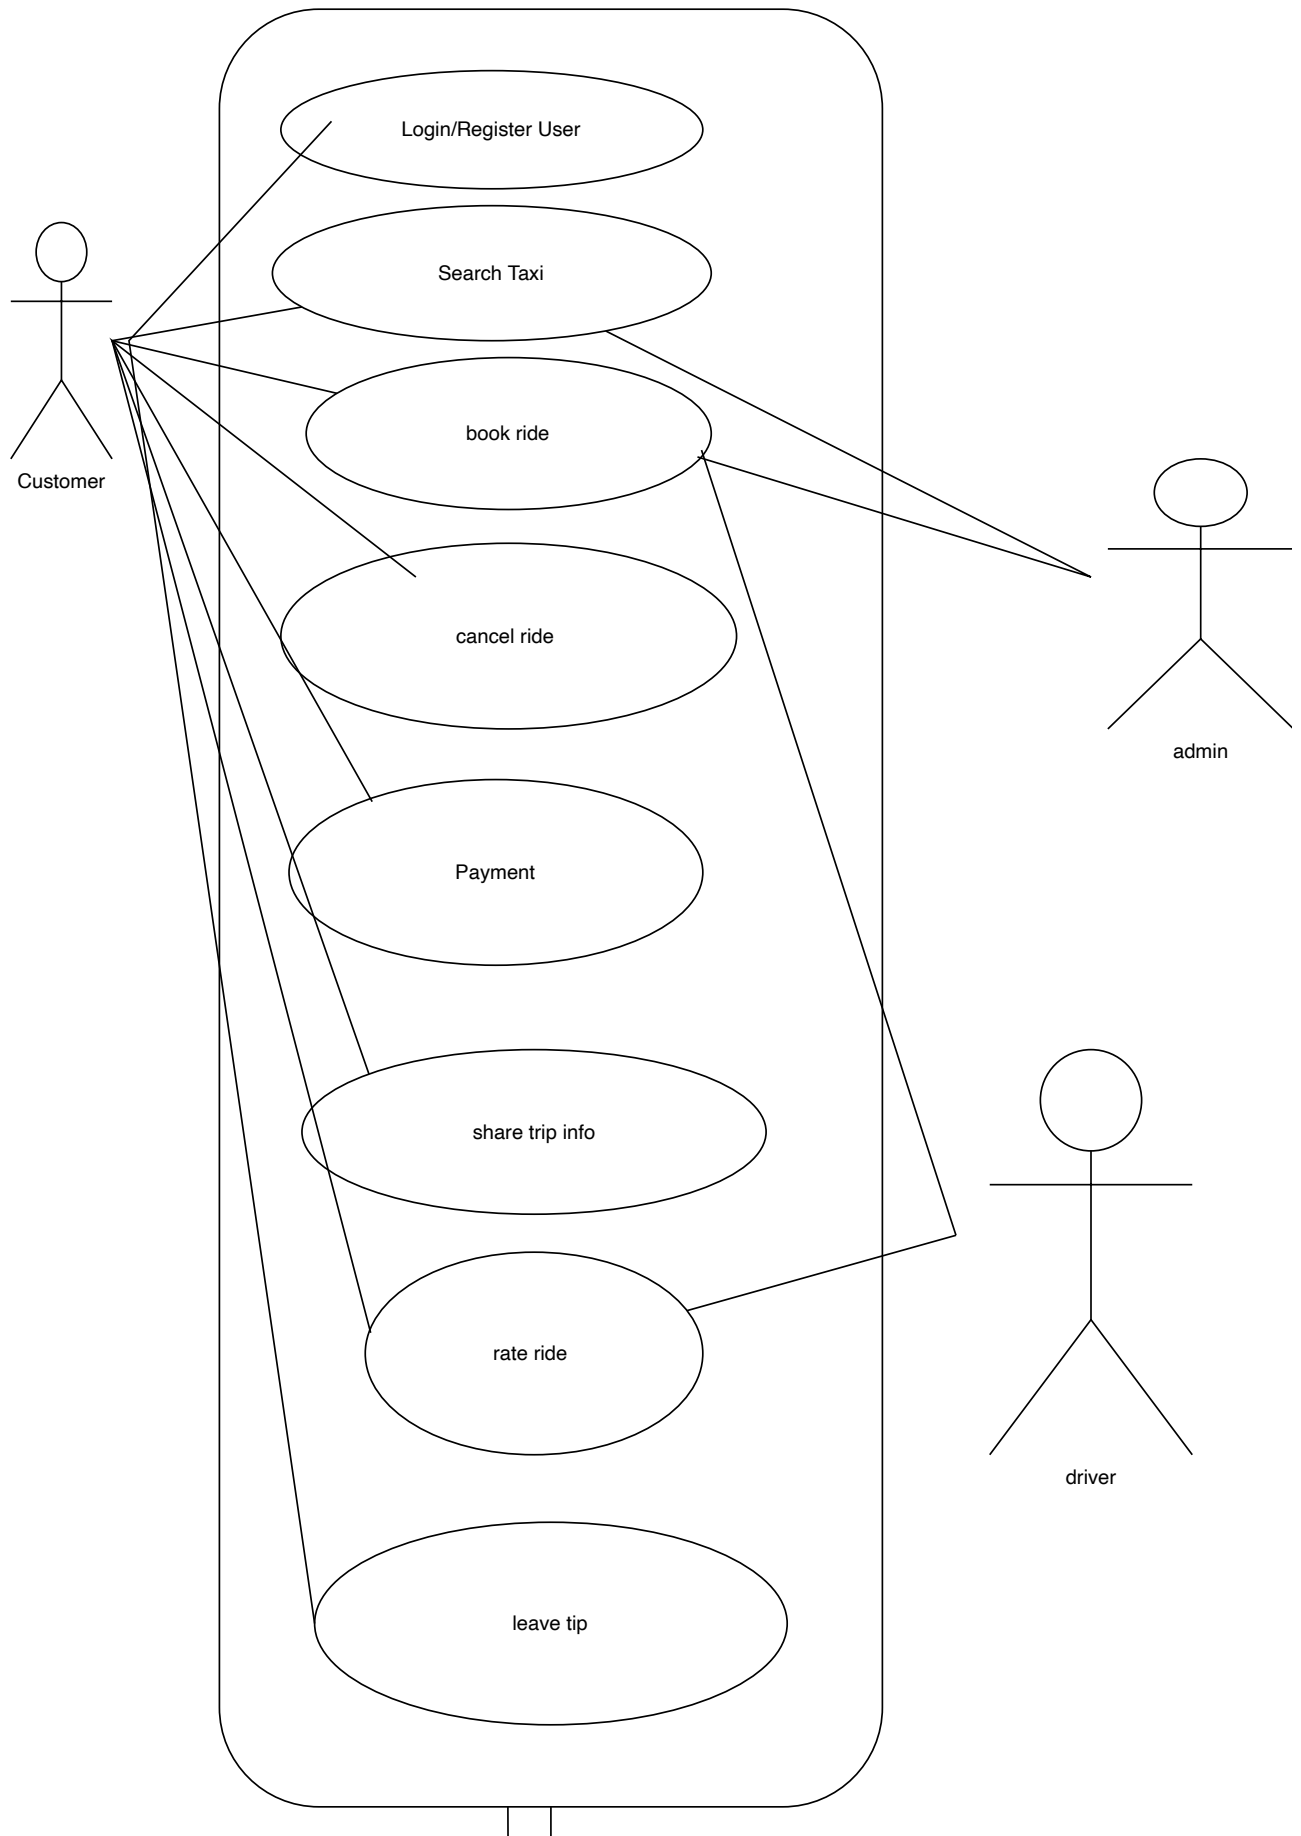 Login/Register User
Search Taxi
book ride
Customer
cancel ride
admin
Payment
share trip info
rate ride
driver
leave tip